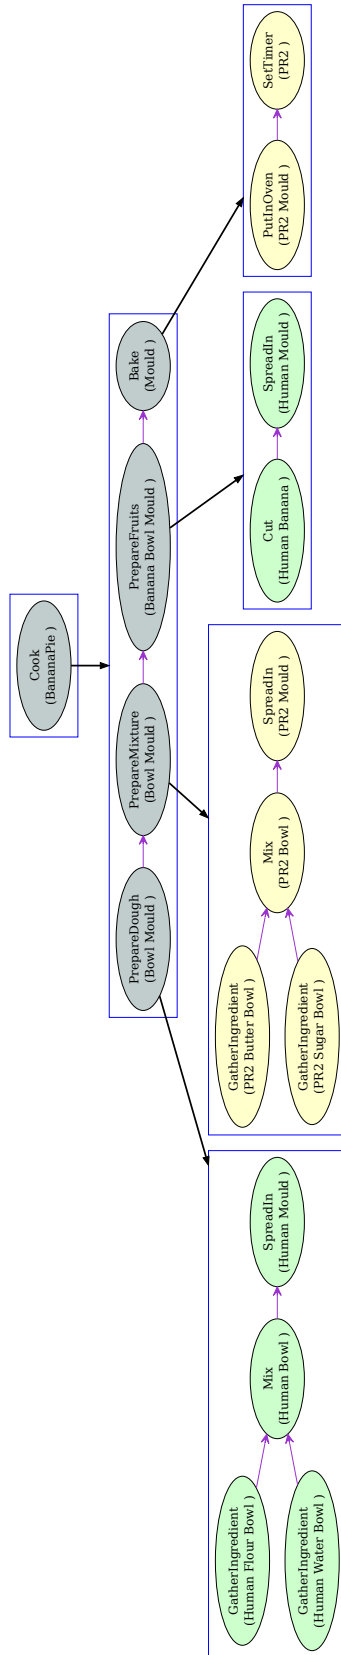 Cook
(BananaPie )
PrepareDough
(Bowl Mould )
PrepareMixture
(Bowl Mould )
PrepareFruits
(Banana Bowl Mould )
Bake
(Mould )
GatherIngredient
(Human Flour Bowl )
GatherIngredient
(Human Water Bowl )
Mix
(Human Bowl )
SpreadIn
(Human Mould )
GatherIngredient
(PR2 Butter Bowl )
GatherIngredient
(PR2 Sugar Bowl )
Mix
(PR2 Bowl )
SpreadIn
(PR2 Mould )
Cut
(Human Banana )
SpreadIn
(Human Mould )
PutInOven
(PR2 Mould )
SetTimer
(PR2 )